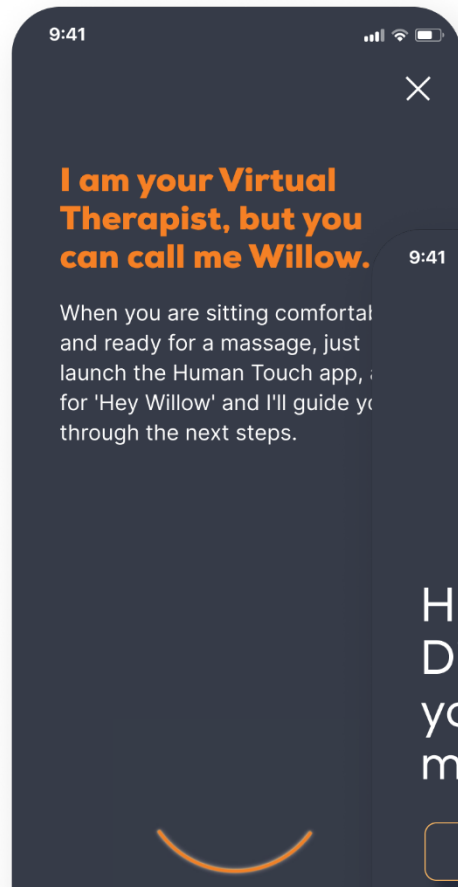 9:41
I am your Virtual
Therapist, but you
can call me Willow.
When you are sitting
and ready for a massage, just
launch the Human Touch app,
for 'Hey Willow' and I'll guide
through the next steps.
9:41